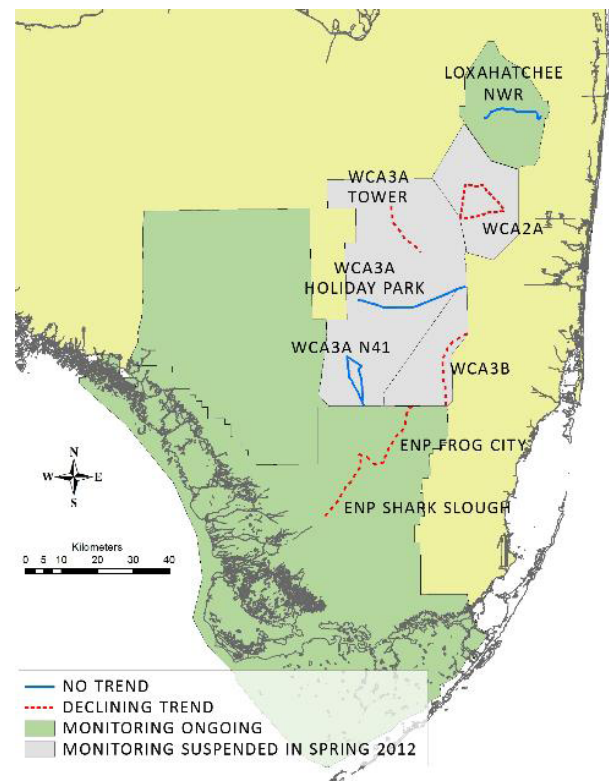 LOXAHATCHEE
NWR
WCA3A
TOWER
WCA2A
WCA3A
HOLIDAY PARK
WCA3A N41
WCA3B
ENP FROG CITY
ENP SHARK SLOUGH
N
W E
S
Kilometers
0 5 10 20 30 40
NO TREND
DECLINING TREND
MONITORING ONGOING
MONITORING SUSPENDED IN SPRING 2012